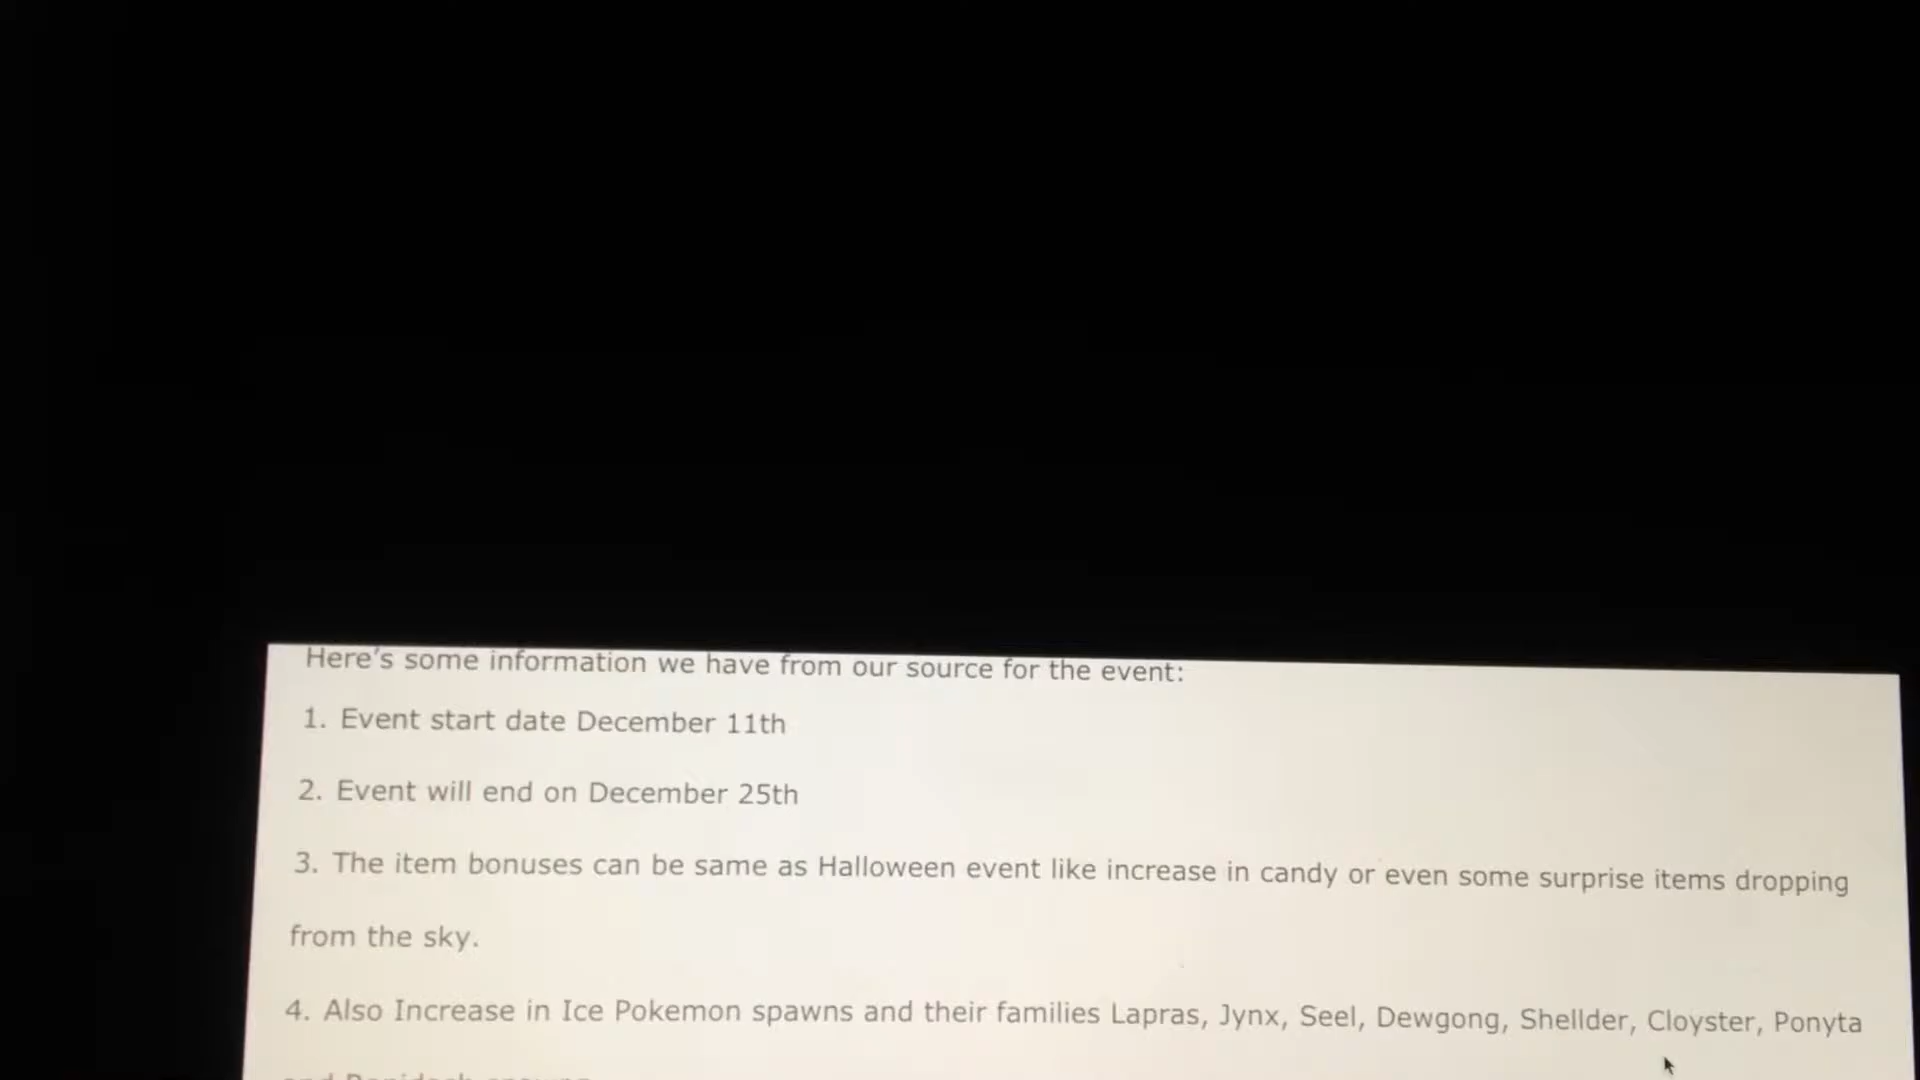 Here's some information we have from our source for the event:
1. Event start date December 11th
2. Event will end on December 25th
3. The item bonuses can be same as Halloween event like increase in candy or even some surprise items dropping
from the sky.
4. Also Increase in Ice Pokemon spawns and their families Lapras, Jynx, Seel, Dewgong, Shellder, Cloyster, Ponyta